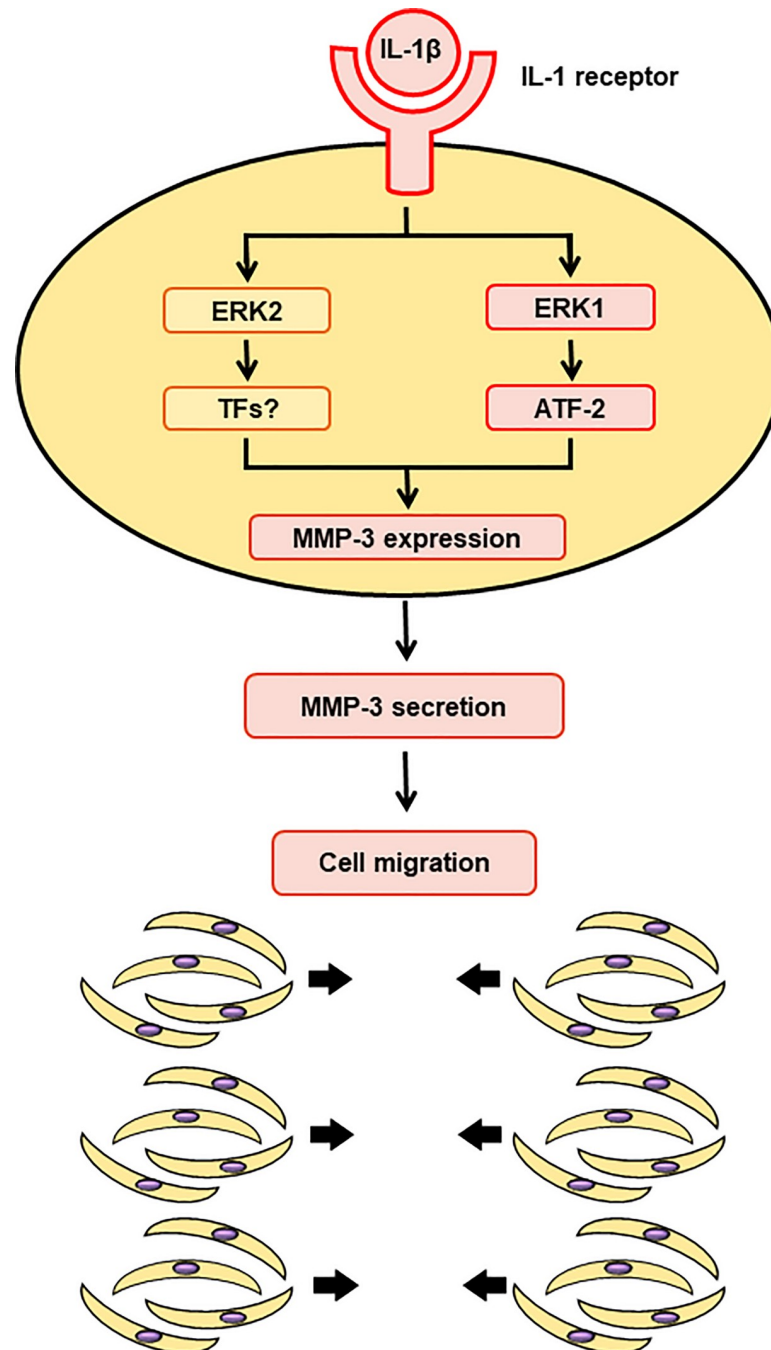 IL-1β
IL-1 receptor
ERK2
ERK1
TFs?
ATF-2
MMP-3 expression
MMP-3 secretion
Cell migration